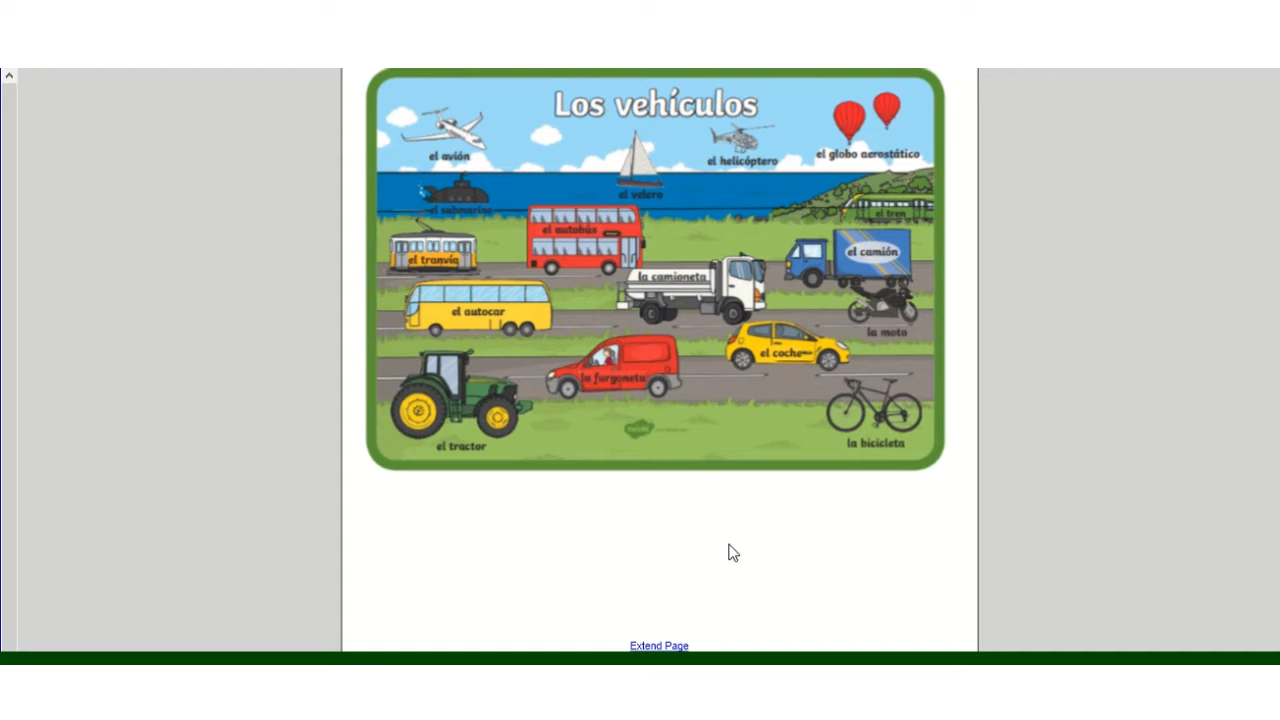 Los vehículos
el avión
el velero
el helicóptero
el globo aerostático
el submarino
el autobús
el tren
el tranvía
la camioneta
el camión
el autocar
la moto
la furgoneta
el coche
el tractor
la bicicleta
Extend Page